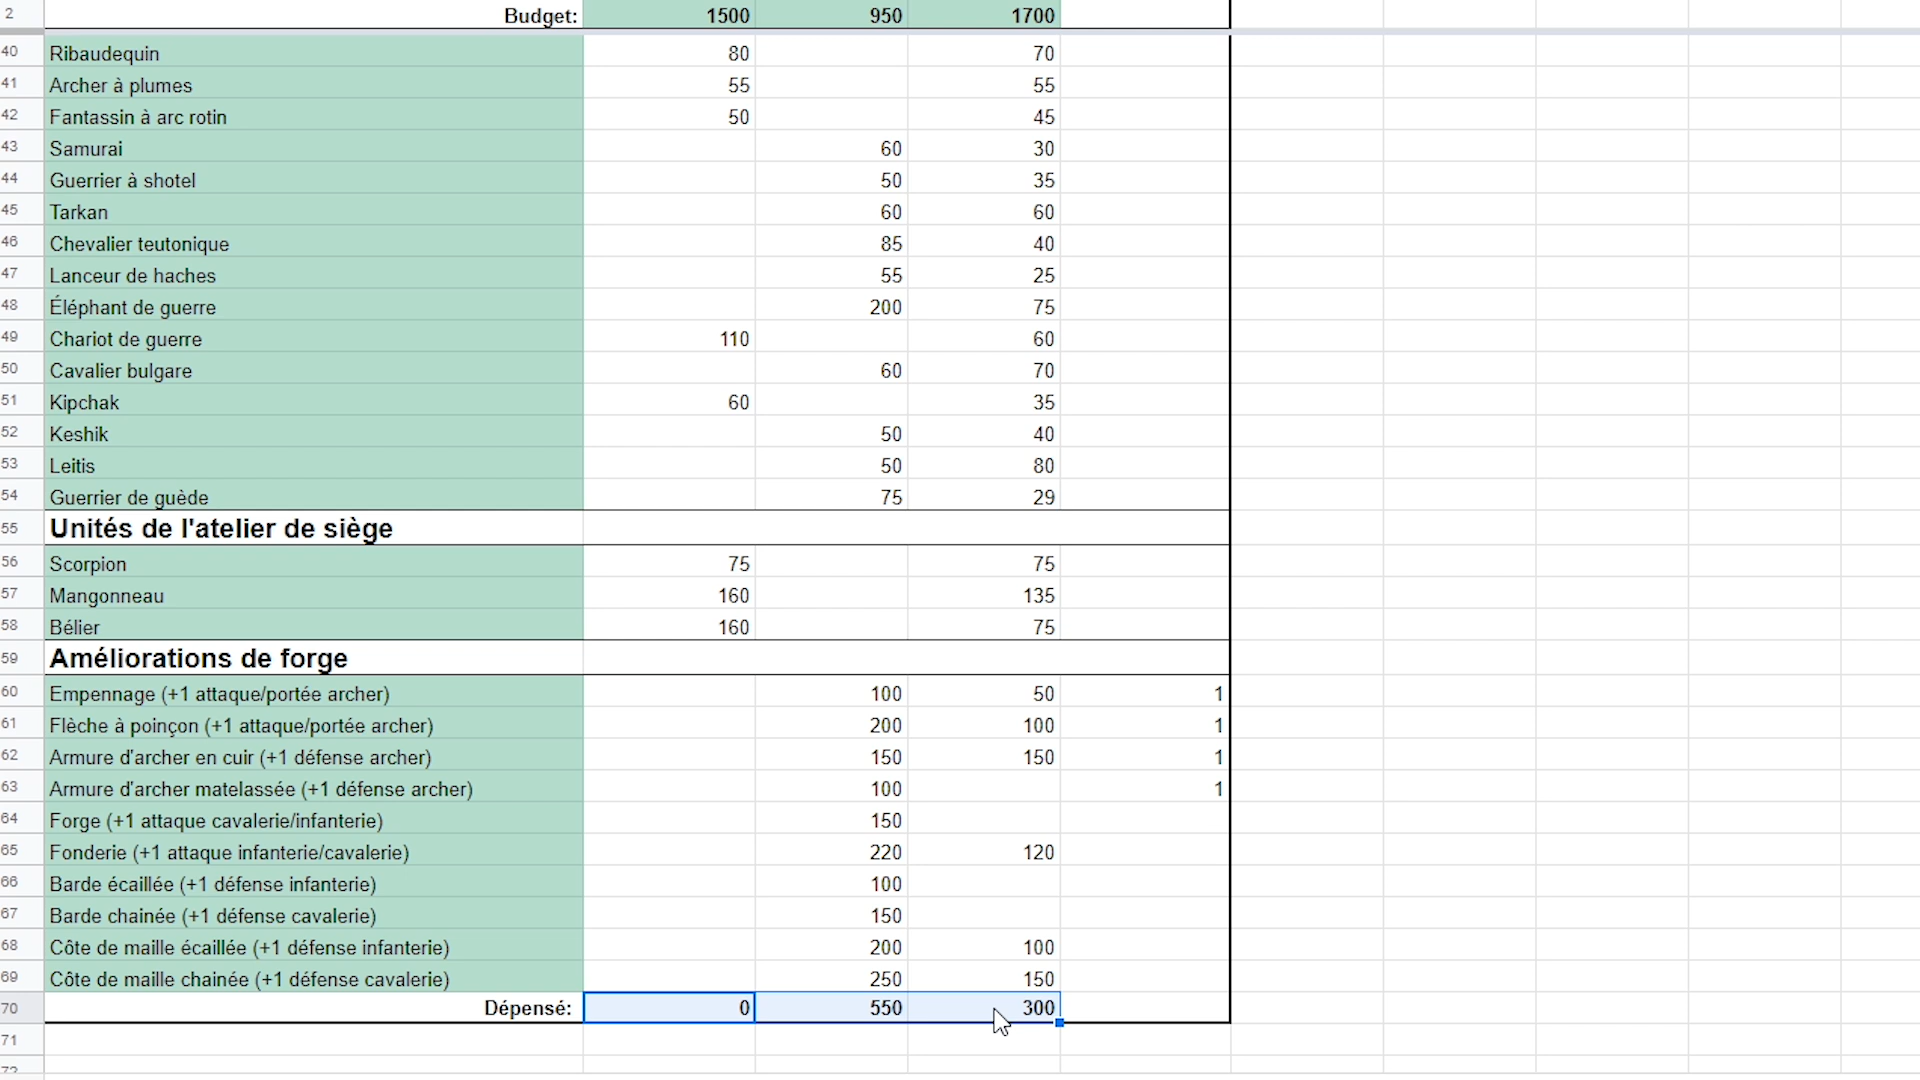 2 Budget: 1500 950 1700
40 Ribaudequin 80 70
41 Archer à plumes 55 55
42 Fantassin à arc rotin 50 45
43 Samurai 60 30
44 Guerrier à shotel 50 35
45 Tarkan 60 60
46 Chevalier teutonique 85 40
47 Lanceur de haches 55 25
48 Éléphant de guerre 200 75
49 Chariot de guerre 110 60
50 Cavalier bulgare 60 70
51 Kipchak 60 35
52 Keshik 50 40
53 Leitis 50 80
54 Guerrier de guède 75 29
55 Unités de l'atelier de siège
56 Scorpion 75 75
57 Mangonneau 160 135
58 Bélier 160 75
59 Améliorations de forge
60 Empennage (+1 attaque/portée archer) 100 50 1
61 Flèche à poinçon (+1 attaque/portée archer) 200 100 1
62 Armure d'archer en cuir (+1 défense archer) 150 150 1
63 Armure d'archer matelassée (+1 défense archer) 100 1
64 Forge (+1 attaque cavalerie/infanterie) 150
65 Fonderie (+1 attaque infanterie/cavalerie) 220 120
66 Barde écaillée (+1 défense infanterie) 100
67 Barde chainée (+1 défense cavalerie) 150
68 Côte de maille écaillée (+1 défense infanterie) 200 100
69 Côte de maille chainée (+1 défense cavalerie) 250 150
70 Dépensé: 0 550 300
71
72